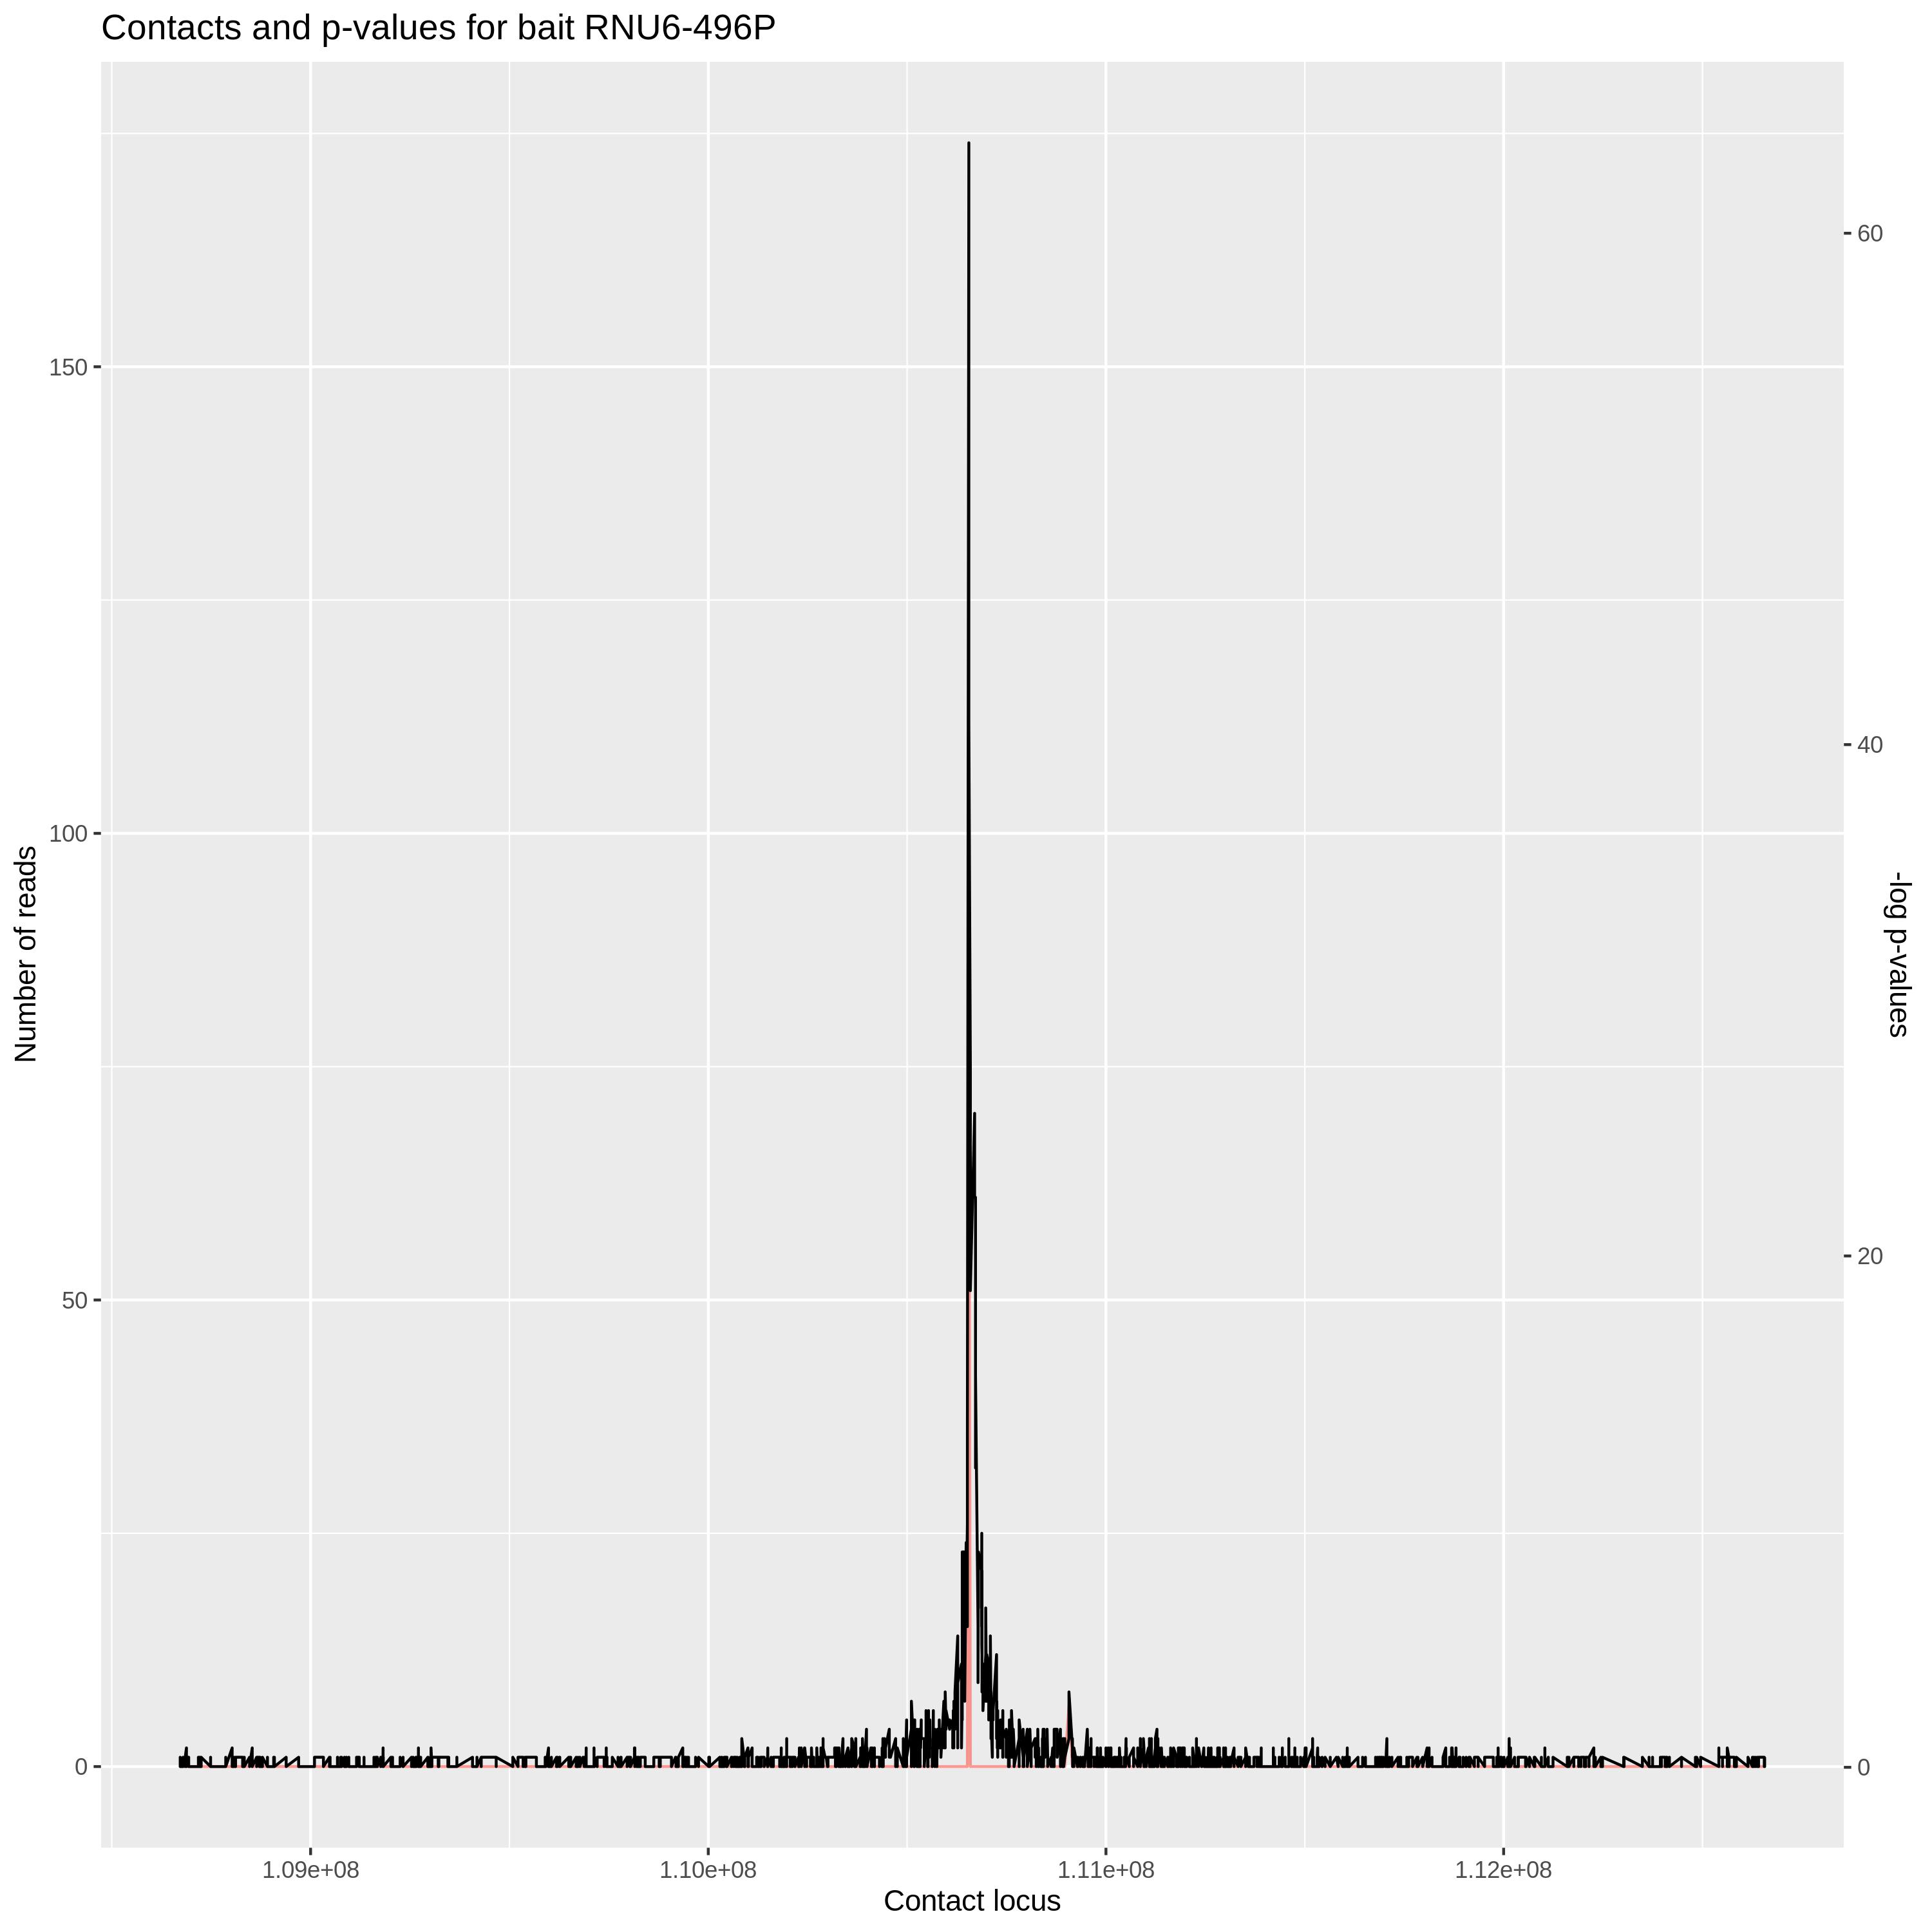 Contacts and p-values for bait RNU6-496P
150
100
50
0
Number of reads
60
40
20
0
-log p-values
1.09e+08
1.10e+08
1.11e+08
1.12e+08
Contact locus